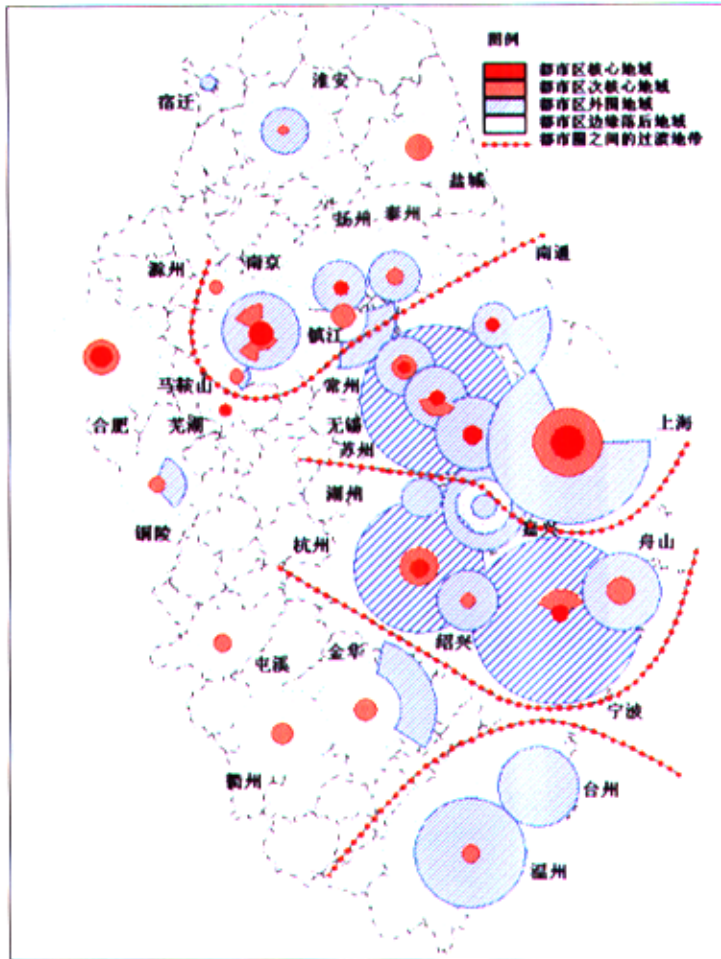 图例
都市区核心地域
都市区次核心地域
都市区外围地域
都市区边缘落后地域
都市圈之间的过渡地带
淮安
宿迁
盐城
扬州
泰州
滁州
南京
南通
镇江
马鞍山
常州
合肥
芜湖
无锡
上海
苏州
湖州
嘉兴
铜陵
杭州
舟山
绍兴
屯溪
金华
宁波
衢州
台州
温州